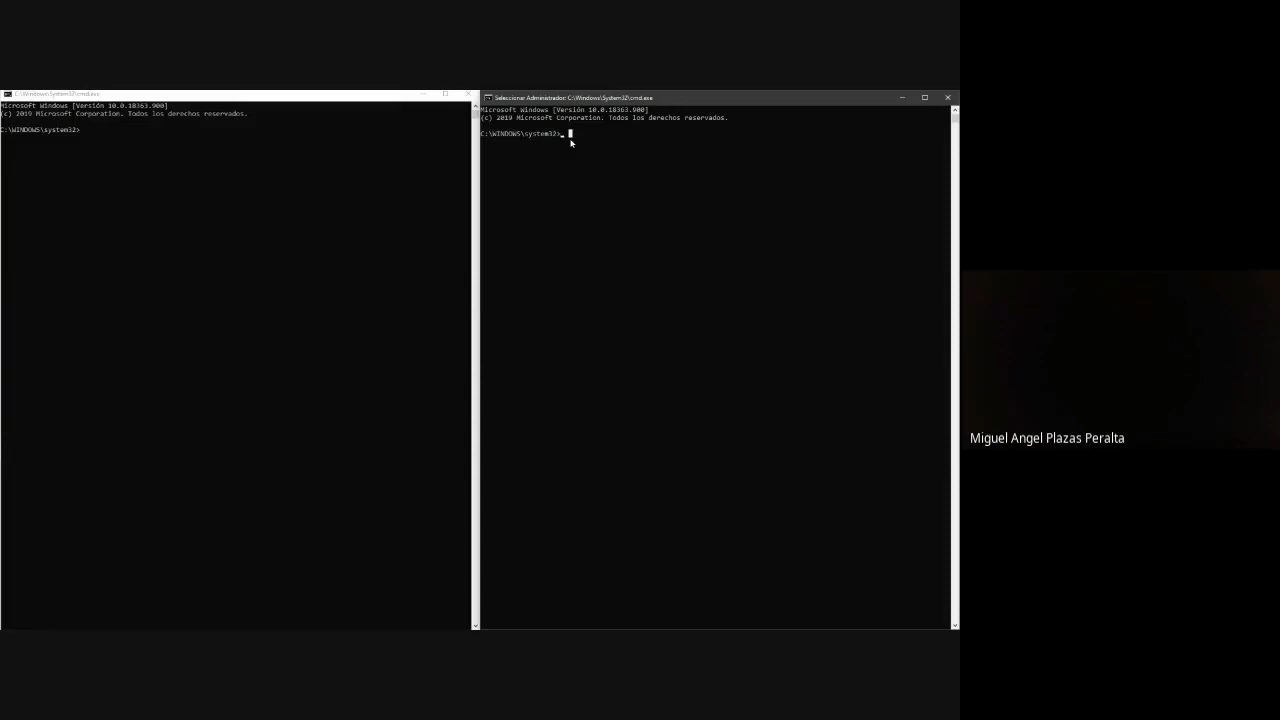 C:\Windows\System32\cmd.exe
Microsoft Windows [Versión 10.0.18363.900]
(c) 2019 Microsoft Corporation. Todos los derechos reservados.
C:\WINDOWS\system32>
Seleccionar Administrador: C:\Windows\System32\cmd.exe
Microsoft Windows [Versión 10.0.18363.900]
(c) 2019 Microsoft Corporation. Todos los derechos reservados.
C:\WINDOWS\system32>
Miguel Angel Plazas Peralta